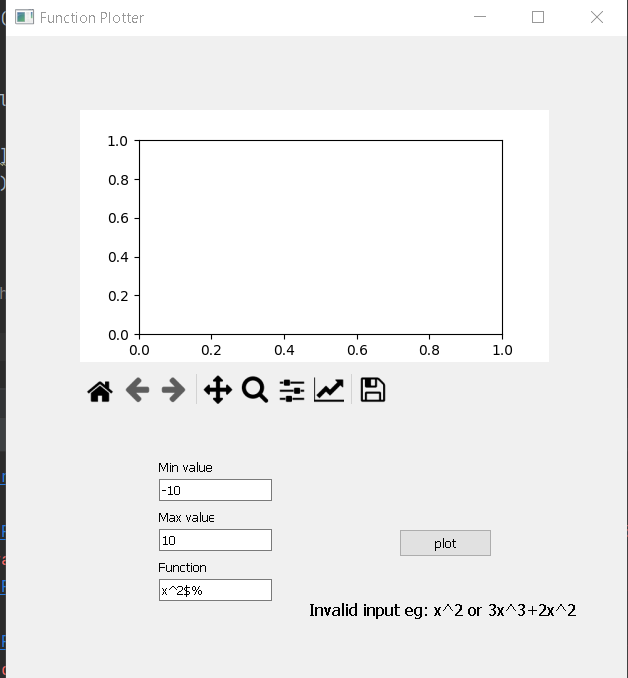 Function Plotter
1.0
0.8
0.6
0.4
0.2
0.0
0.0 0.2 0.4 0.6 0.8 1.0
Min value
-10
Max value
10
plot
Function
x^2$%
Invalid input eg: x^2 or 3x^3+2x^2